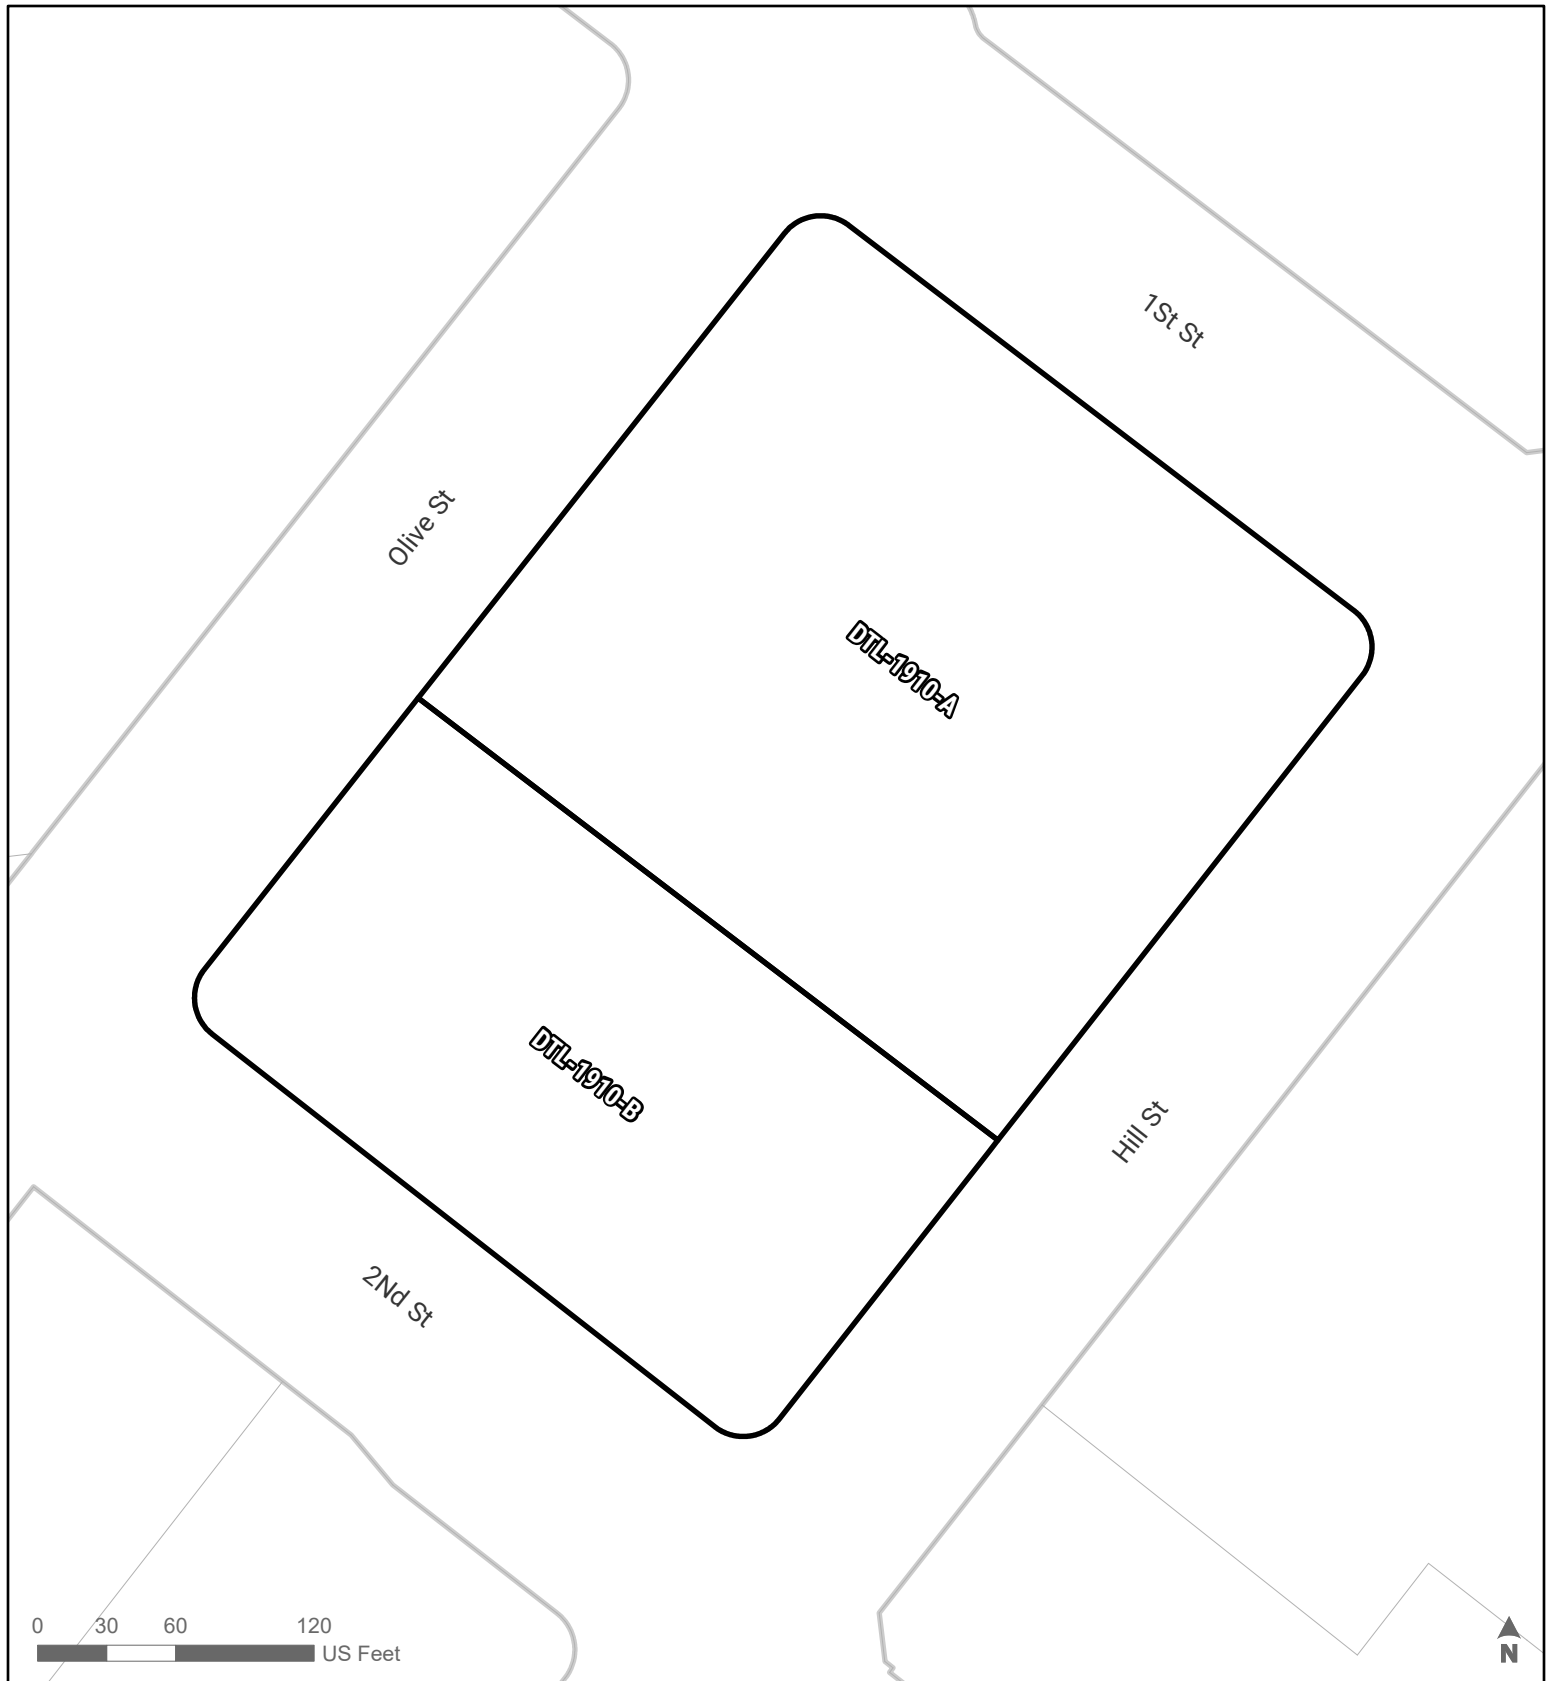 1St St
Olive St
DTL-1910-A
DTL-1910-B
Hill St
2Nd St
0 30 60 120
US Feet
N